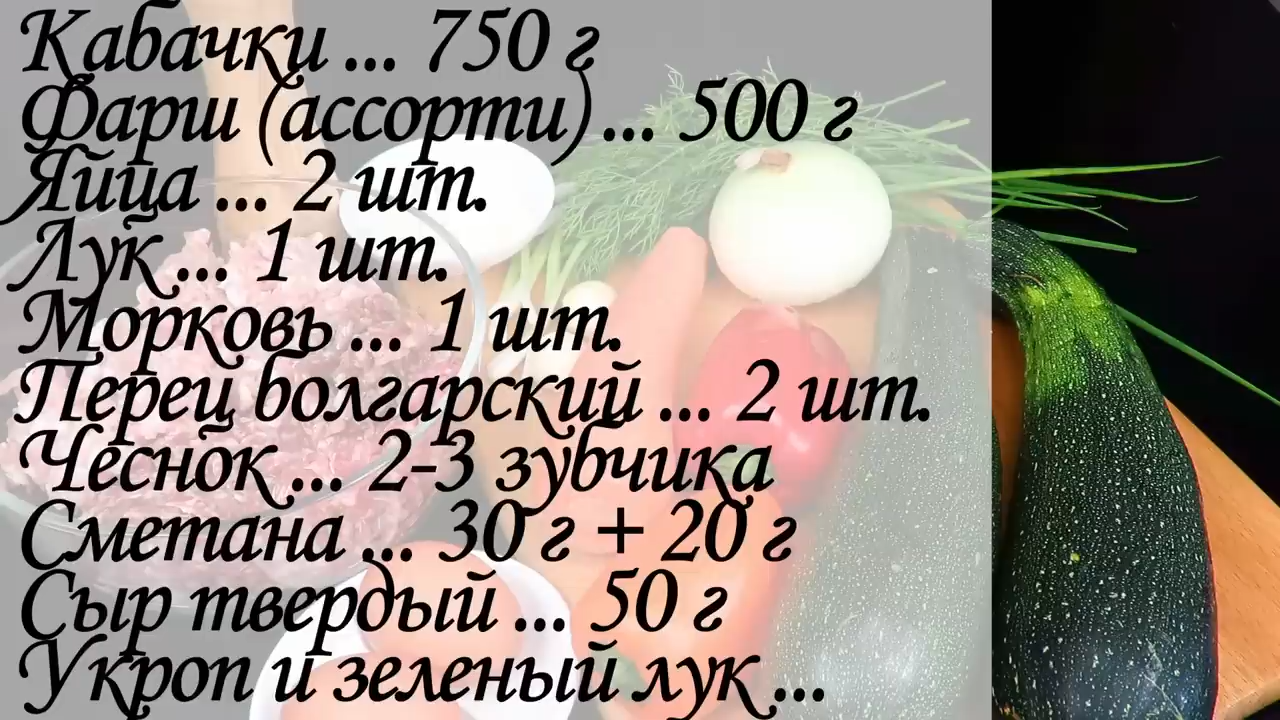 Кабачки ... 750 г
Фарш (ассорти) ... 500 г
Яйца ... 2 шт.
Лук ... 1 шт.
Морковь ... 1 шт.
Перец болгарский ... 2 шт.
Чеснок ... 2-3 зубчика
Сметана ... 30 г + 20 г
Сыр твердый ... 50 г
Укроп и зеленый лук ...